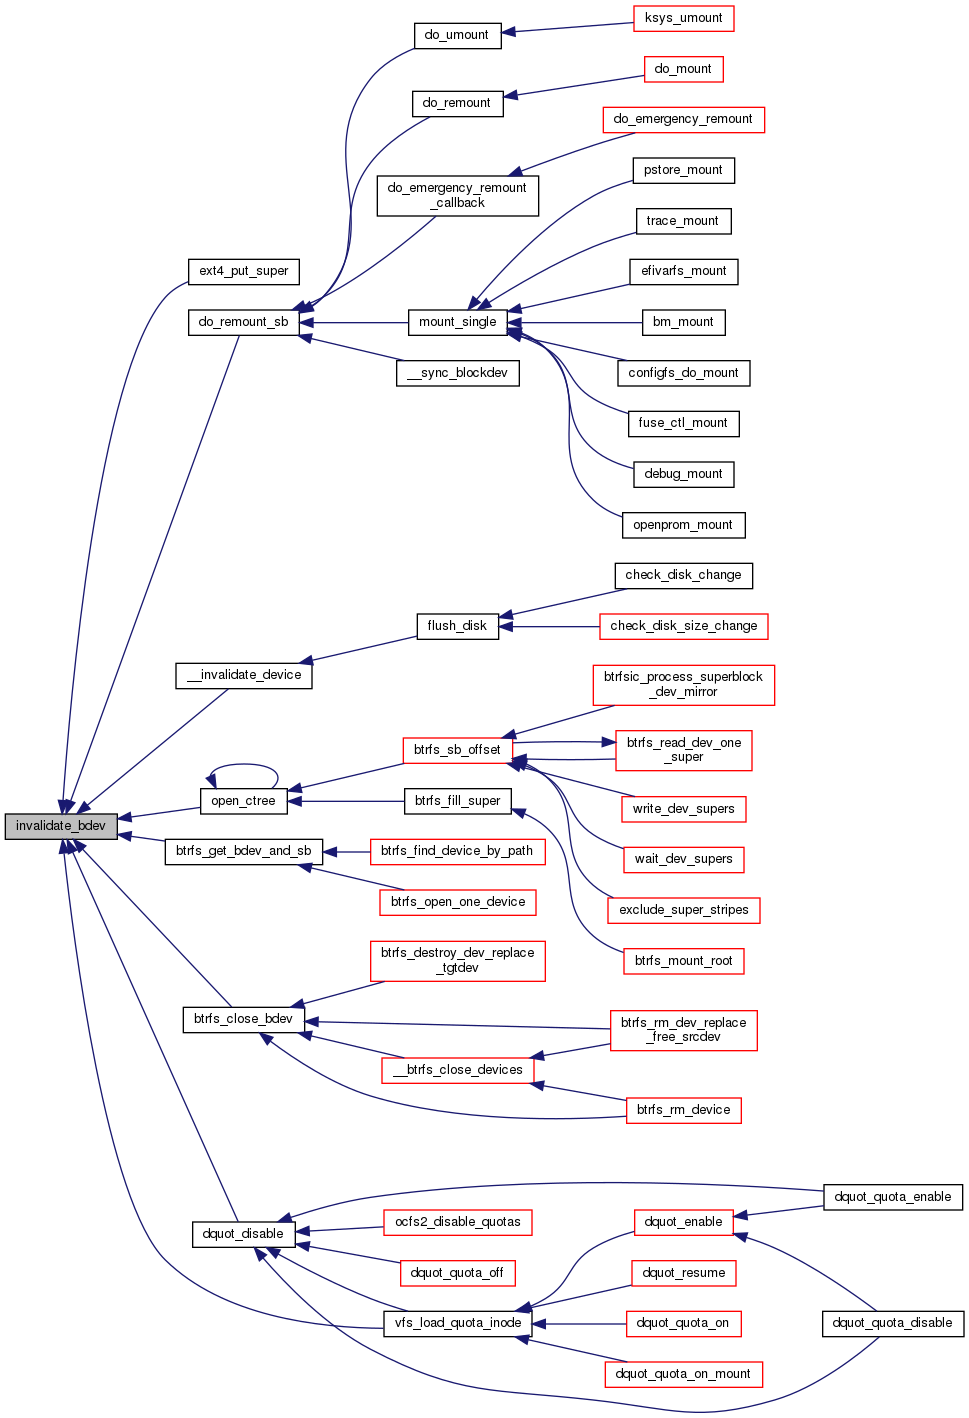 do_umount
ksys_umount
do_remount
do_mount
do_emergency_remount
do_emergency_remount
_callback
pstore_mount
trace_mount
ext4_put_super
efivarfs_mount
do_remount_sb
mount_single
bm_mount
__sync_blockdev
configfs_do_mount
fuse_ctl_mount
debug_mount
openprom_mount
check_disk_change
flush_disk
check_disk_size_change
__invalidate_device
btrfsic_process_superblock
_dev_mirror
btrfs_sb_offset
btrfs_read_dev_one
_super
open_ctree
btrfs_fill_super
write_dev_supers
invalidate_bdev
btrfs_get_bdev_and_sb
btrfs_find_device_by_path
wait_dev_supers
btrfs_open_one_device
exclude_super_stripes
btrfs_destroy_dev_replace
_tgtdev
btrfs_mount_root
btrfs_close_bdev
btrfs_rm_dev_replace
_free_srcdev
__btrfs_close_devices
btrfs_rm_device
dquot_quota_enable
dquot_disable
ocfs2_disable_quotas
dquot_enable
dquot_quota_off
dquot_resume
vfs_load_quota_inode
dquot_quota_on
dquot_quota_disable
dquot_quota_on_mount